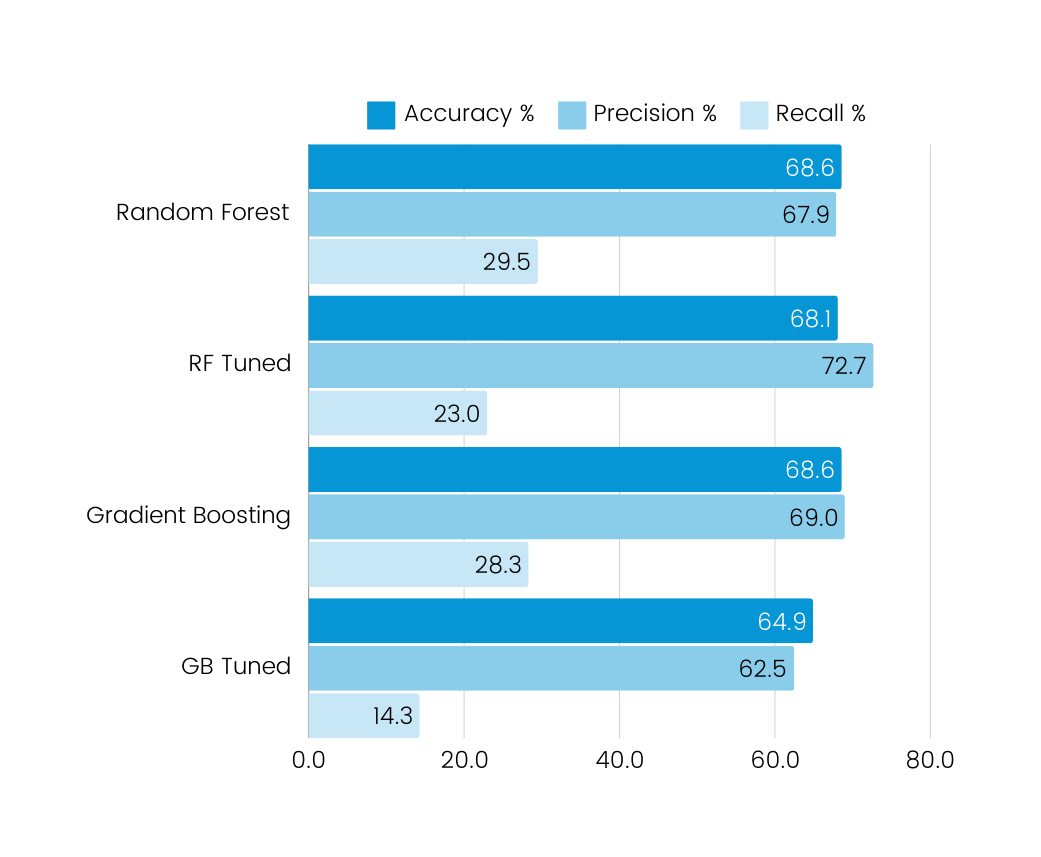 Accuracy % Precision % Recall %
Random Forest
68.6
67.9
29.5
RF Tuned
68.1
72.7
23.0
Gradient Boosting
68.6
69.0
28.3
GB Tuned
64.9
62.5
14.3
0.0 20.0 40.0 60.0 80.0